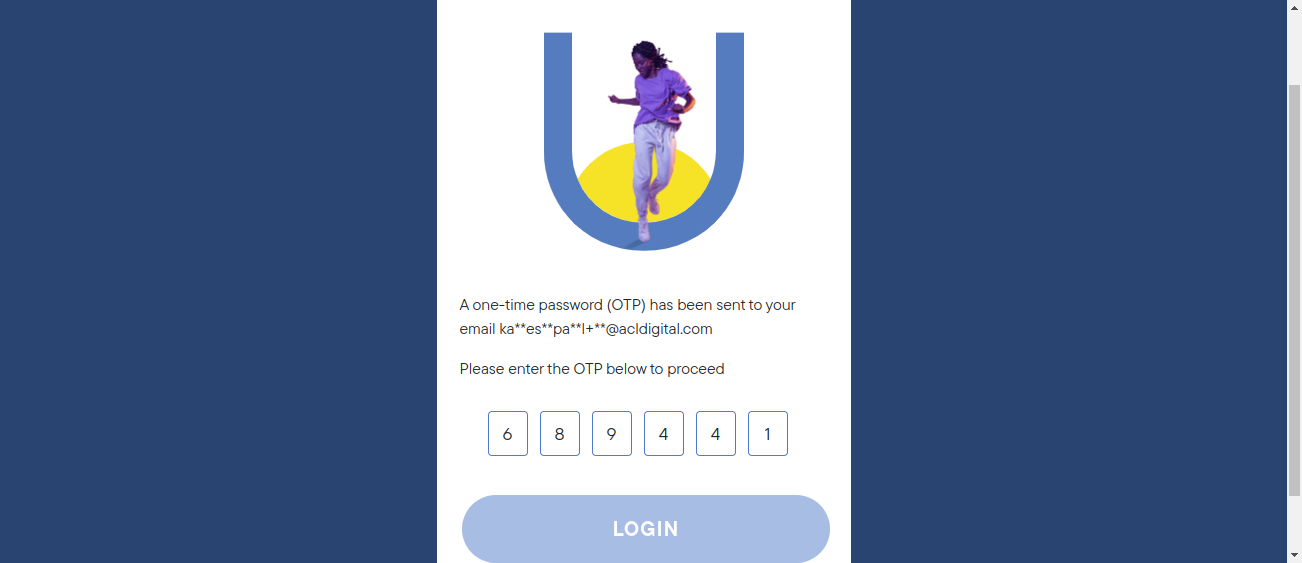 A one-time password (OTP) has been sent to your
email ka**es**pa**l+**@acldigital.com
Please enter the OTP below to proceed
6 8 9 4 4 1
LOGIN